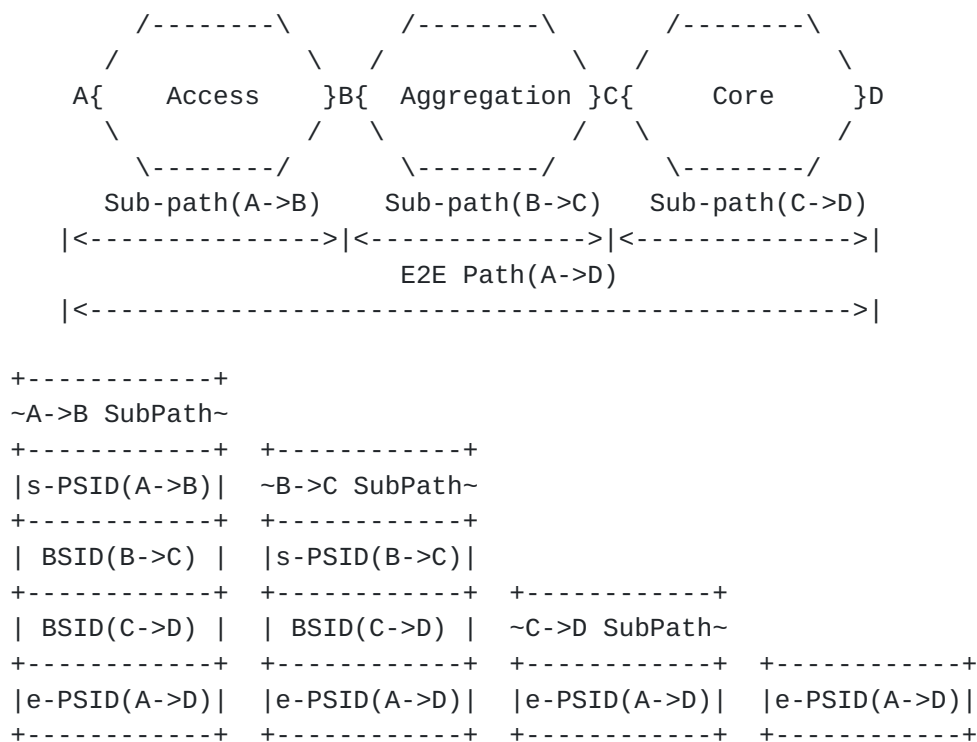 /--------\         /--------\         /--------\
       /            \   /            \   /            \
     A{    Access    }B{  Aggregation }C{     Core     }D
       \            /   \            /   \            /
         \--------/         \--------/         \--------/
       Sub-path(A->B)    Sub-path(B->C)   Sub-path(C->D)
    |<--------------->|<-------------->|<-------------->|
                          E2E Path(A->D)
    |<------------------------------------------------->|

+------------+
~A->B SubPath~
+------------+  +------------+
|s-PSID(A->B)|  ~B->C SubPath~
+------------+  +------------+
| BSID(B->C) |  |s-PSID(B->C)|
+------------+  +------------+  +------------+
| BSID(C->D) |  | BSID(C->D) |  ~C->D SubPath~
+------------+  +------------+  +------------+  +------------+
|e-PSID(A->D)|  |e-PSID(A->D)|  |e-PSID(A->D)|  |e-PSID(A->D)|
+------------+  +------------+  +------------+  +------------+